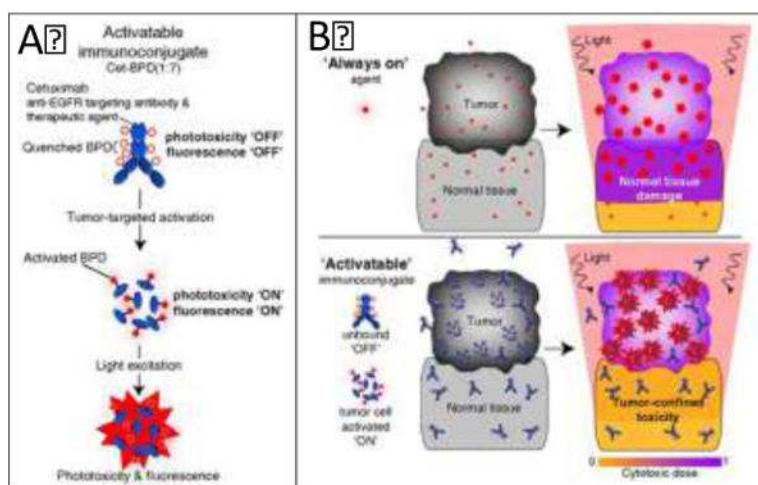 A
Activatable
immunoconjugate
Cet-BPD(1:7)
Cetuximab
anti-EGFR targeting antibody &
therapeutic agent
Quenched BPD
phototoxicity 'OFF'
fluorescence 'OFF'
Tumor-targeted activation
Activated BPD
phototoxicity 'ON'
fluorescence 'ON'
Light excitation
Phototoxicity & fluorescence
B
'Always on'
agent
Tumor
Normal tissue
Light
Normal tissue
damage
'Activatable'
immunoconjugate
unbound
'OFF'
tumor cell
activated
'ON'
Tumor
Normal tissue
Light
Tumor-confined
toxicity
0
1
Cytotoxic dose